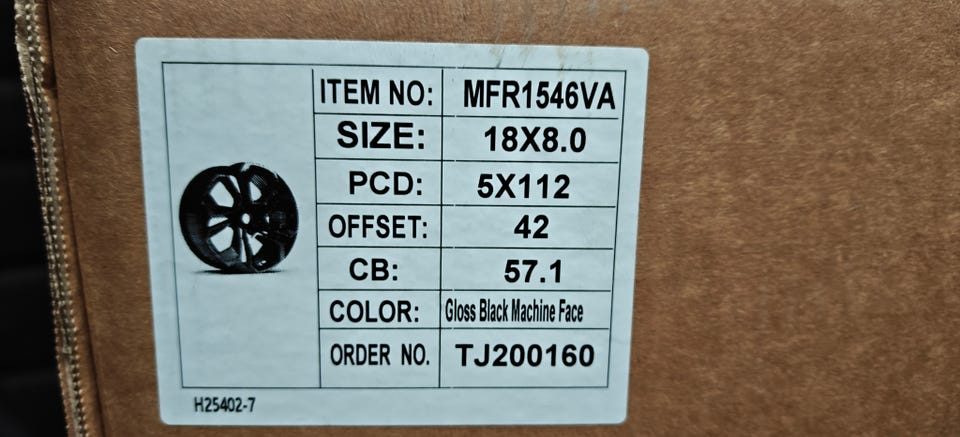 ITEM NO: MFR1546VA
SIZE: 18X8.0
PCD: 5X112
OFFSET: 42
CB: 57.1
COLOR: Gloss Black Machine Face
ORDER NO. TJ200160
H25402-7